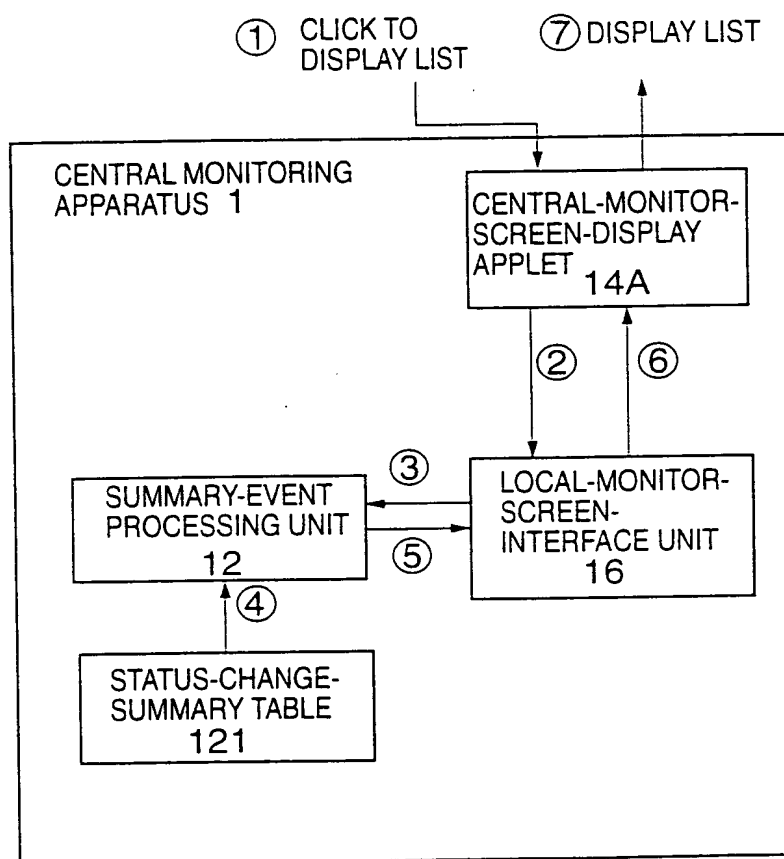 ① CLICK TO
DISPLAY LIST
⑦ DISPLAY LIST
CENTRAL MONITORING
APPARATUS 1
CENTRAL-MONITOR-
SCREEN-DISPLAY
APPLET
14A
②
⑥
③
SUMMARY-EVENT
PROCESSING UNIT
12
⑤
LOCAL-MONITOR-
SCREEN-
INTERFACE UNIT
16
④
STATUS-CHANGE-
SUMMARY TABLE
121